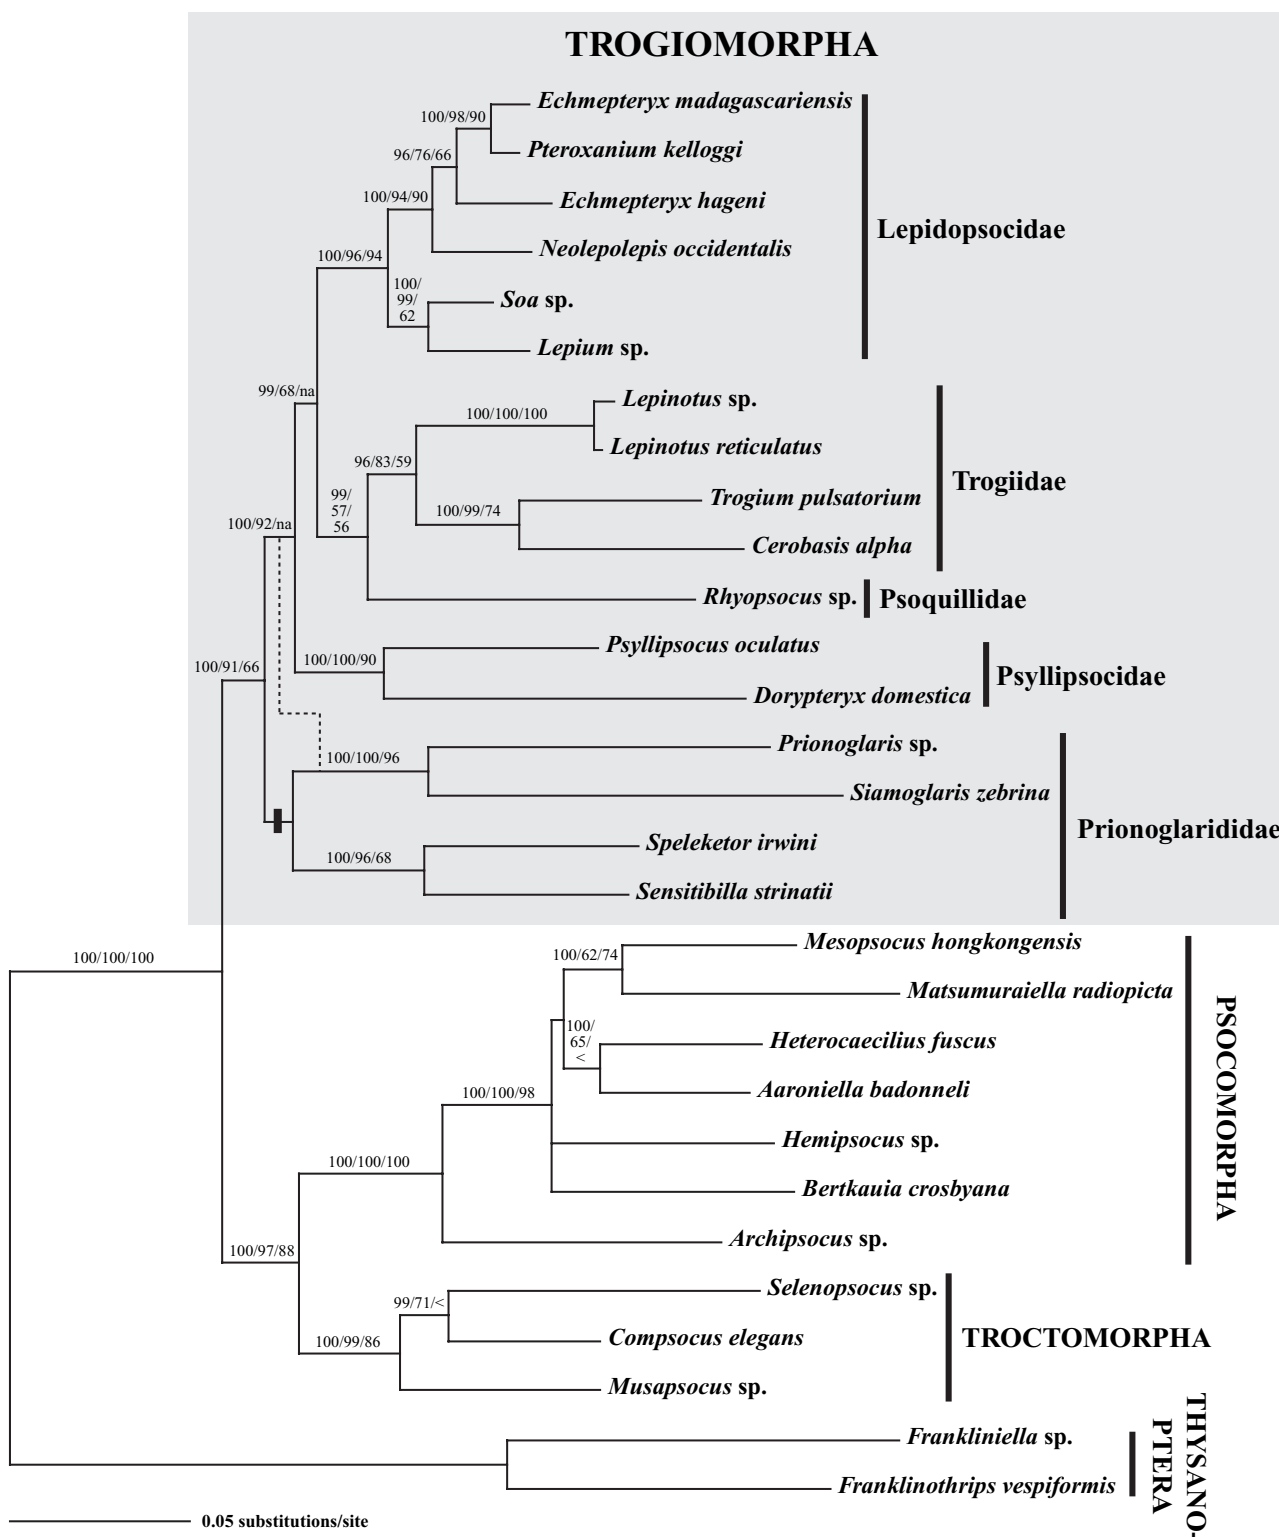 TROGIOMORPHA
Echmepteryx madagascariensis
100/98/90
Pteroxanium kelloggi
96/76/66
Echmepteryx hageni
100/94/90
Lepidopsocidae
Neolepolepis occidentalis
100/96/94
100/
99/
62
Soa sp.
Lepium sp.
99/68/na
Lepinotus sp.
100/100/100
Lepinotus reticulatus
96/83/59
Trogiidae
99/
57/
56
Trogium pulsatorium
100/99/74
100/92/na
Cerobasis alpha
Rhyopsocus sp.
Psoquillidae
Psyllipsocus oculatus
100/91/66
100/100/90
Psyllipsocidae
Dorypteryx domestica
Prionoglaris sp.
100/100/96
Siamoglaris zebrina
Prionoglarididae
Speleketor irwini
100/96/68
Sensitibilla strinatii
Mesopsocus hongkongensis
100/100/100
100/62/74
Matsumuraiella radiopicta
PSOCOMORPHA
100/
65/
<
Heterocaecilius fuscus
Aaroniella badonneli
100/100/98
Hemipsocus sp.
100/100/100
Bertkauia crosbyana
Archipsocus sp.
100/97/88
Selenopsocus sp.
99/71/<
Compsocus elegans
TROCTOMORPHA
100/99/86
Musapsocus sp.
THYSANO-
PTERA
Frankliniella sp.
Franklinothrips vespiformis
0.05 substitutions/site